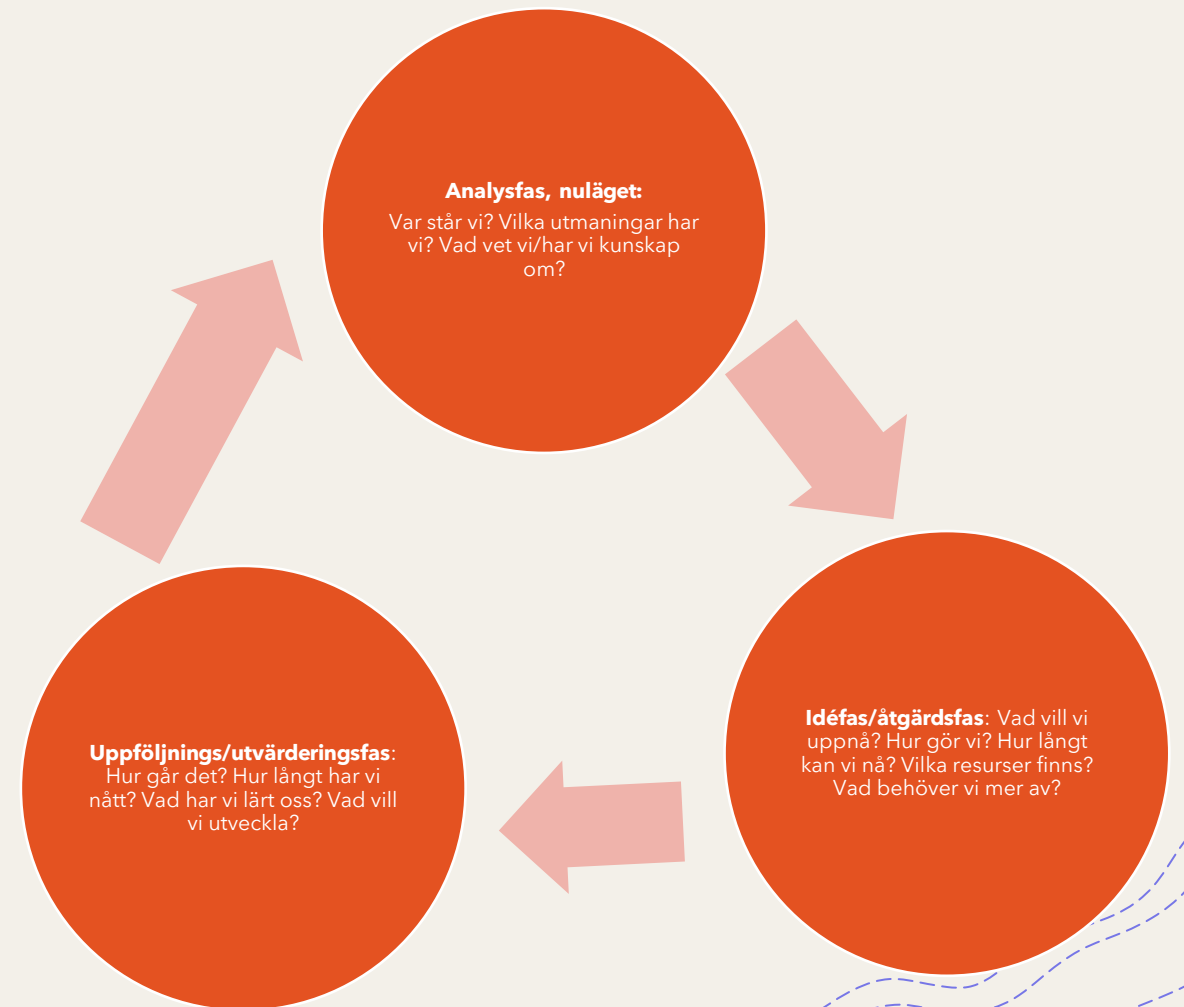 Analysfas, nuläget:
Var står vi? Vilka utmaningar har
vi? Vad vet vi/har vi kunskap
om?
Idéfas/åtgärdsfas: Vad vill vi
uppnå? Hur gör vi? Hur långt
kan vi nå? Vilka resurser finns?
Vad behöver vi mer av?
Uppföljnings/utvärderingsfas:
Hur går det? Hur långt har vi
nått? Vad har vi lärt oss? Vad vill
vi utveckla?